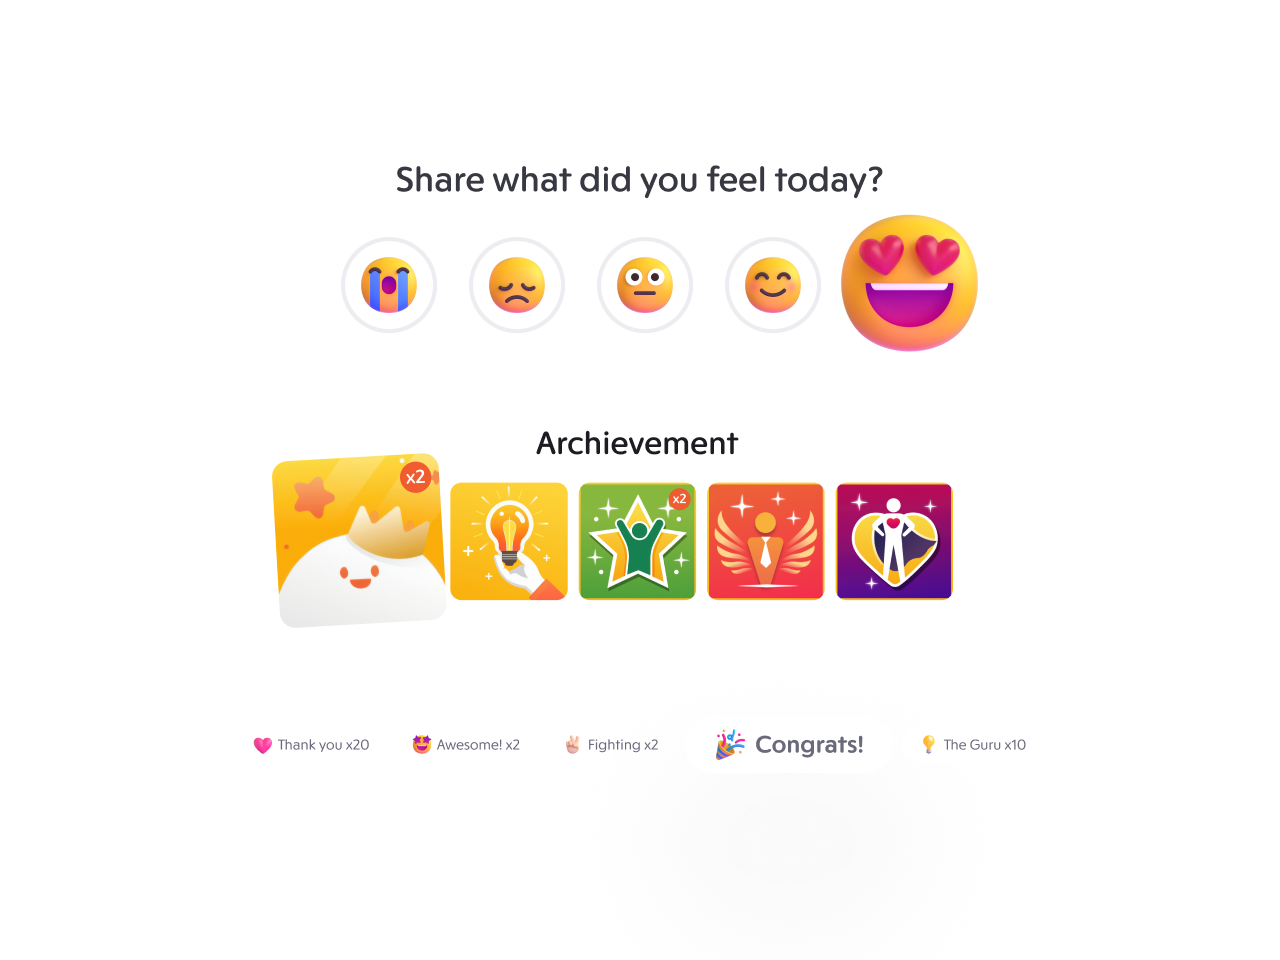 Share what did you feel today?
Archievement
x2
x2
Thank you x20
Awesome! x2
Fighting x2
Congrats!
The Guru x10